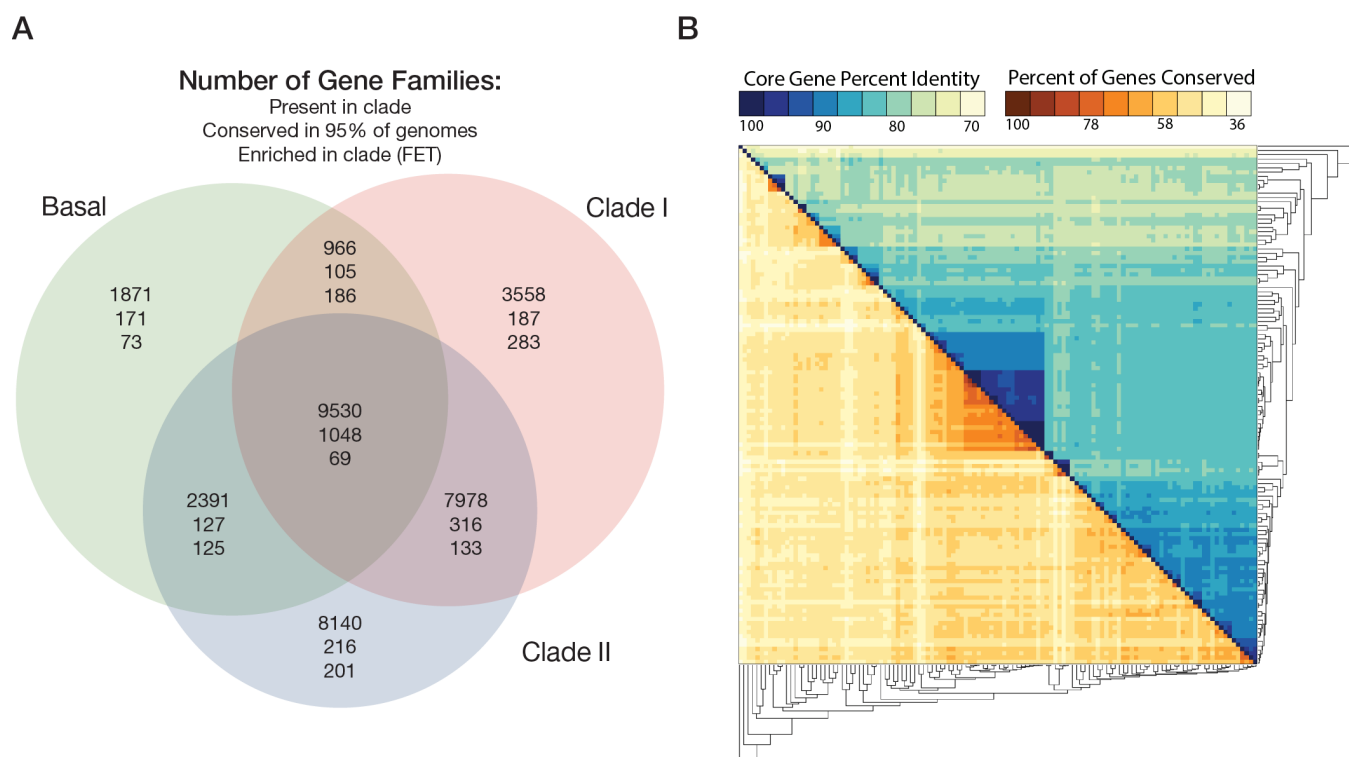 A
Number of Gene Families:
Present in clade
Conserved in 95% of genomes
Enriched in clade (FET)
Basal
Clade I
966
105
186
1871
171
73
3558
187
283
9530
1048
69
2391
127
125
7978
316
133
8140
216
201
Clade II
B
Core Gene Percent Identity
100 90 80 70
Percent of Genes Conserved
100 78 58 36